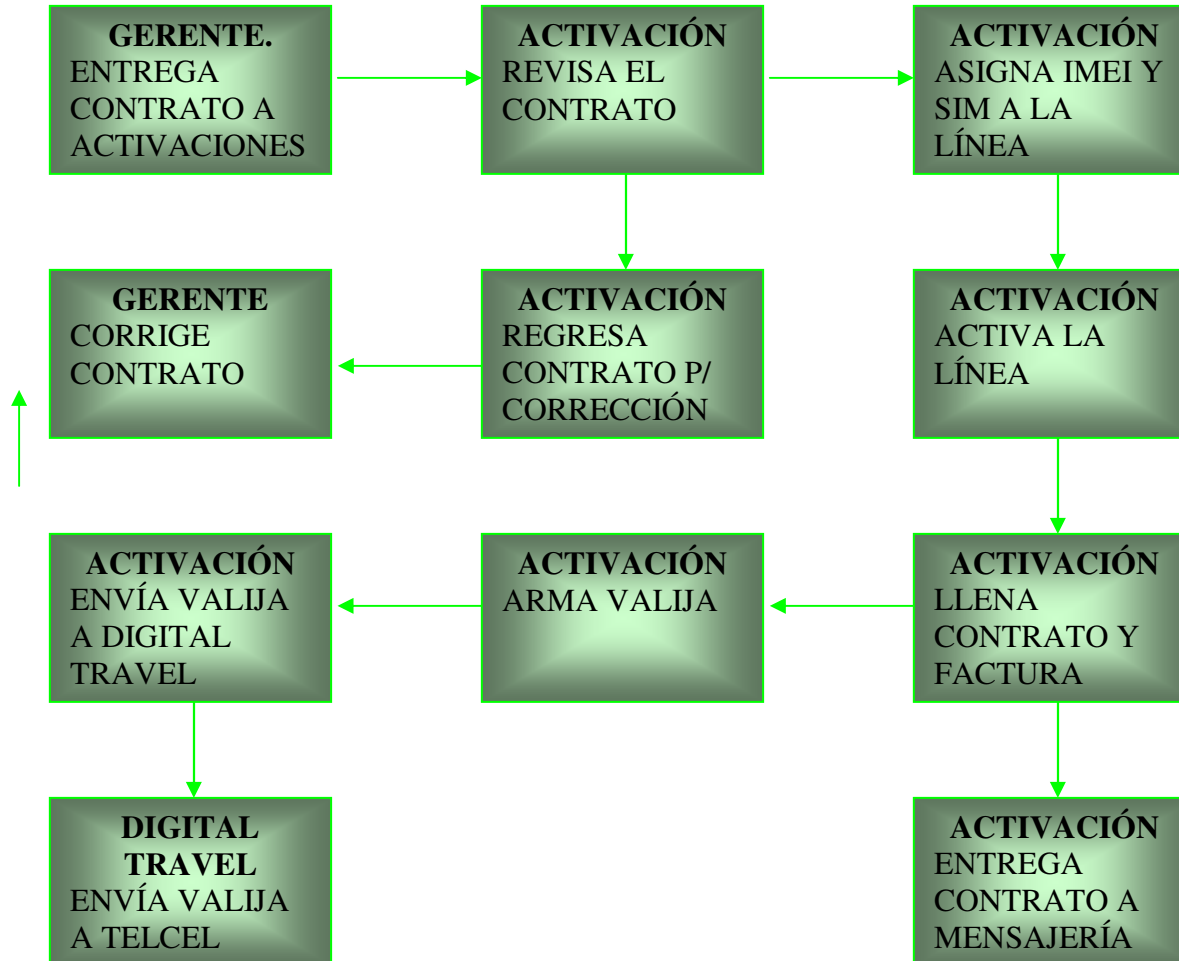 GERENTE.
ENTREGA
CONTRATO A
ACTIVACIONES
ACTIVACIÓN
REVISA EL
CONTRATO
ACTIVACIÓN
ASIGNA IMEI Y
SIM A LA
LÍNEA
GERENTE
CORRIGE
CONTRATO
ACTIVACIÓN
REGRESA
CONTRATO P/
CORRECCIÓN
ACTIVACIÓN
ACTIVA LA
LÍNEA
ACTIVACIÓN
ENVÍA VALIJA
A DIGITAL
TRAVEL
ACTIVACIÓN
ARMA VALIJA
ACTIVACIÓN
LLENA
CONTRATO Y
FACTURA
DIGITAL
TRAVEL
ENVÍA VALIJA
A TELCEL
ACTIVACIÓN
ENTREGA
CONTRATO A
MENSAJERÍA